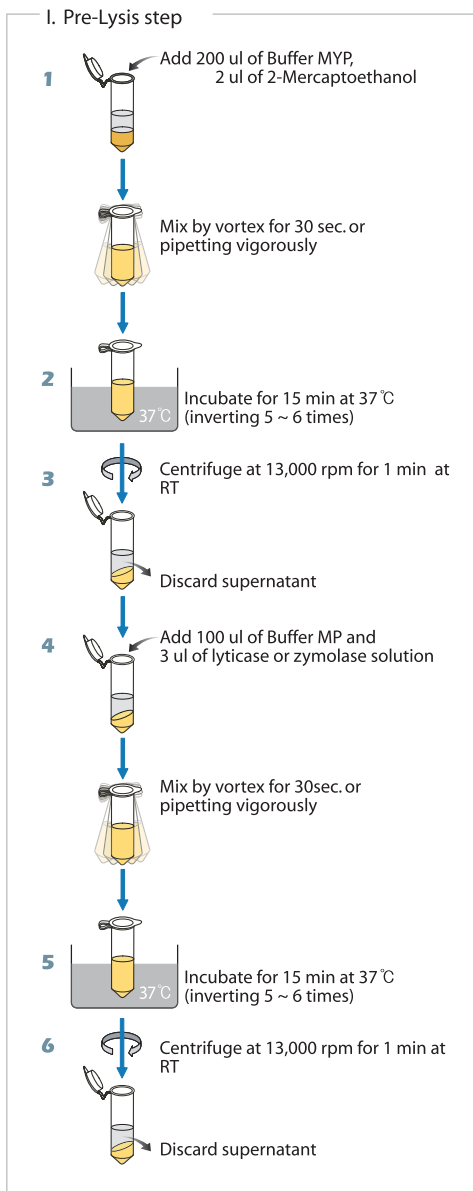 I. Pre-Lysis step
1
Add 200 ul of Buffer MYP,
2 ul of 2-Mercaptoethanol
Mix by vortex for 30 sec. or
pipetting vigorously
2
37℃
Incubate for 15 min at 37℃
(inverting 5 ~ 6 times)
3
Centrifuge at 13,000 rpm for 1 min at
RT
Discard supernatant
4
Add 100 ul of Buffer MP and
3 ul of lyticase or zymolase solution
Mix by vortex for 30sec. or
pipetting vigorously
5
37℃
Incubate for 15 min at 37℃
(inverting 5 ~ 6 times)
6
Centrifuge at 13,000 rpm for 1 min at
RT
Discard supernatant